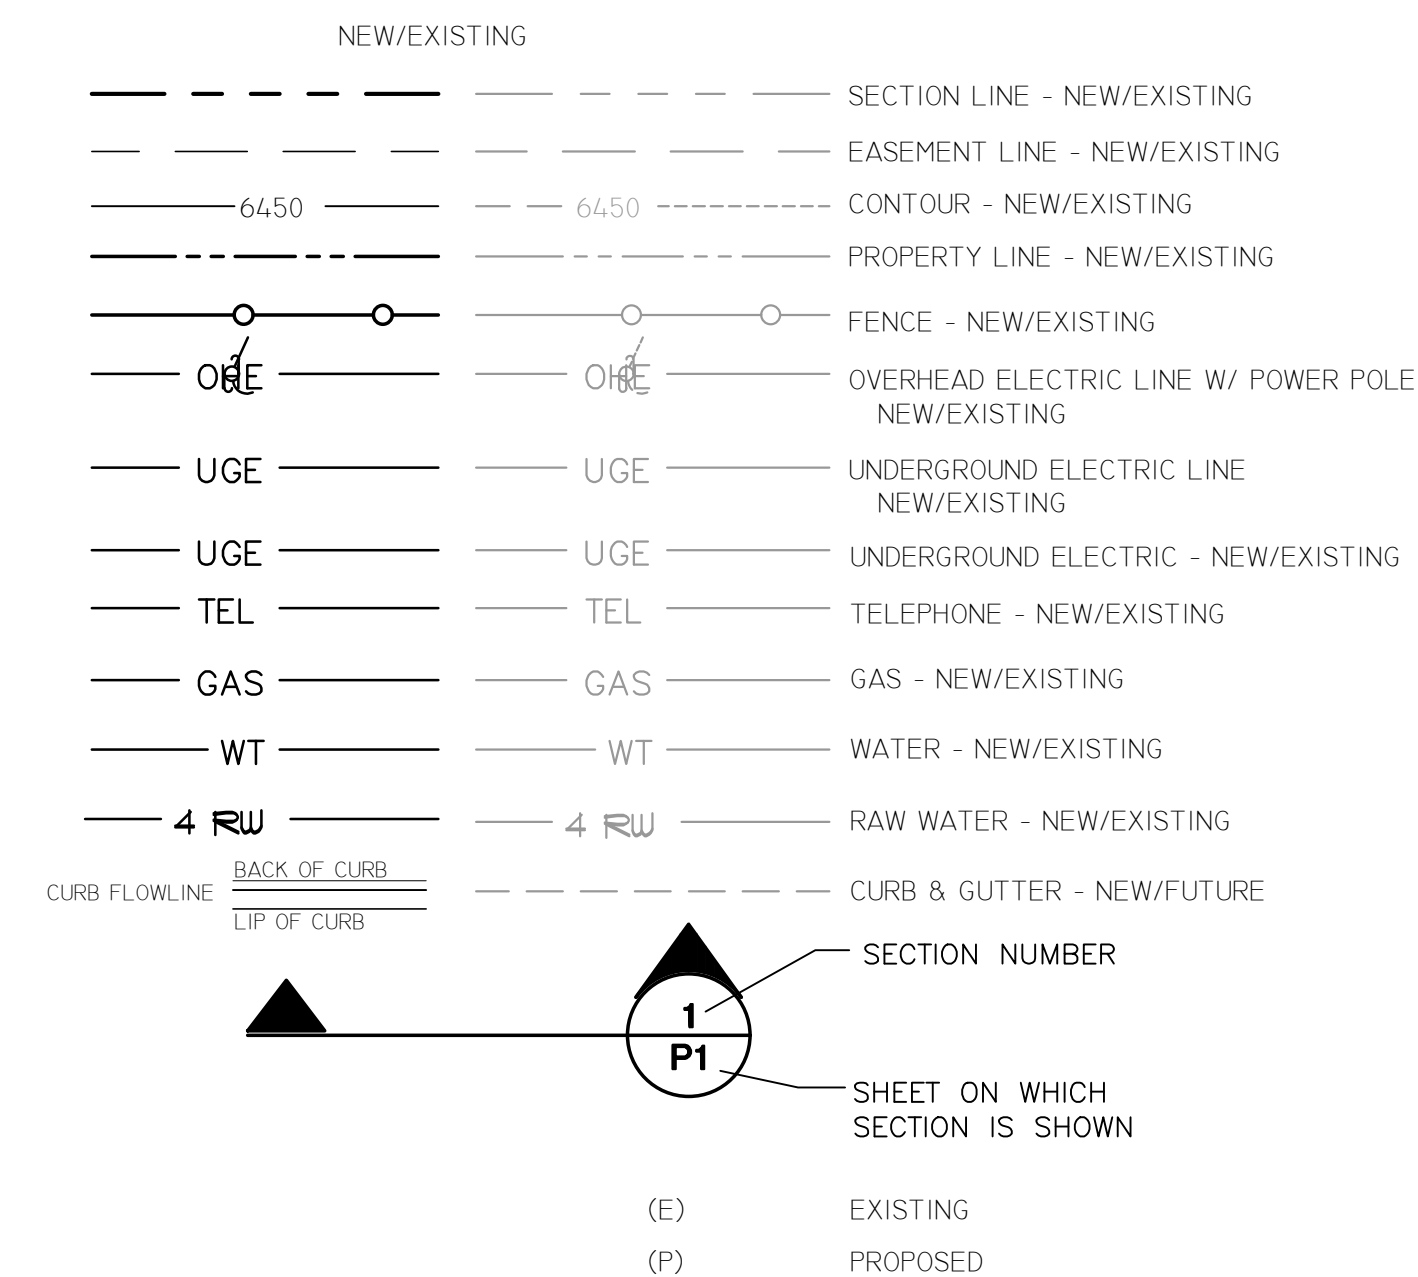 NEW/EXISTING
SECTION LINE - NEW/EXISTING
EASEMENT LINE - NEW/EXISTING
6450 6450 CONTOUR - NEW/EXISTING
PROPERTY LINE - NEW/EXISTING
FENCE - NEW/EXISTING
OHE OHE OVERHEAD ELECTRIC LINE W/ POWER POLE
NEW/EXISTING
UGE UGE UNDERGROUND ELECTRIC LINE
NEW/EXISTING
UGE UGE UNDERGROUND ELECTRIC - NEW/EXISTING
TEL TEL TELEPHONE - NEW/EXISTING
GAS GAS GAS - NEW/EXISTING
WT WT WATER - NEW/EXISTING
4 RW 4 RW RAW WATER - NEW/EXISTING
BACK OF CURB
CURB FLOWLINE CURB & GUTTER - NEW/FUTURE
LIP OF CURB
SECTION NUMBER
1
P1
SHEET ON WHICH
SECTION IS SHOWN
(E) EXISTING
(P) PROPOSED